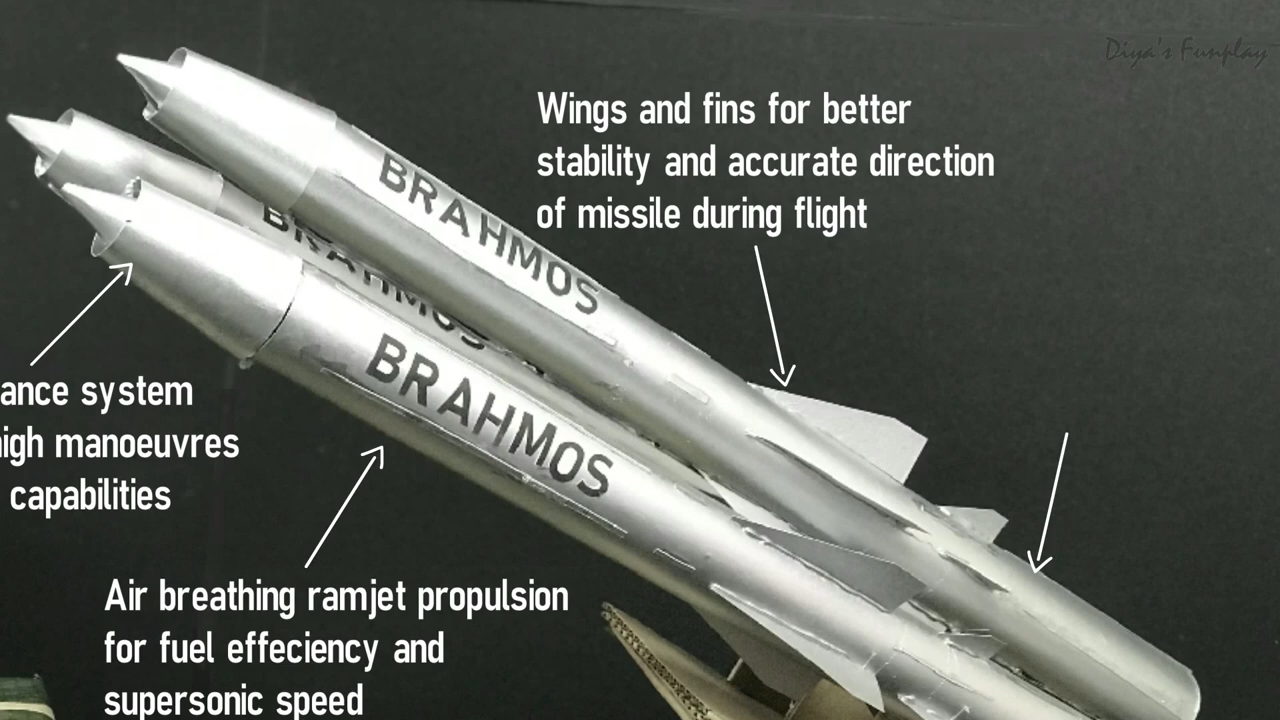 Diya's Funplay
Wings and fins for better
stability and accurate direction
of missile during flight
BRAHMOS
BRAHMOS
BRAHMOS
ance system
igh manoeuvres
capabilities
Air breathing ramjet propulsion
for fuel effeciency and
supersonic speed